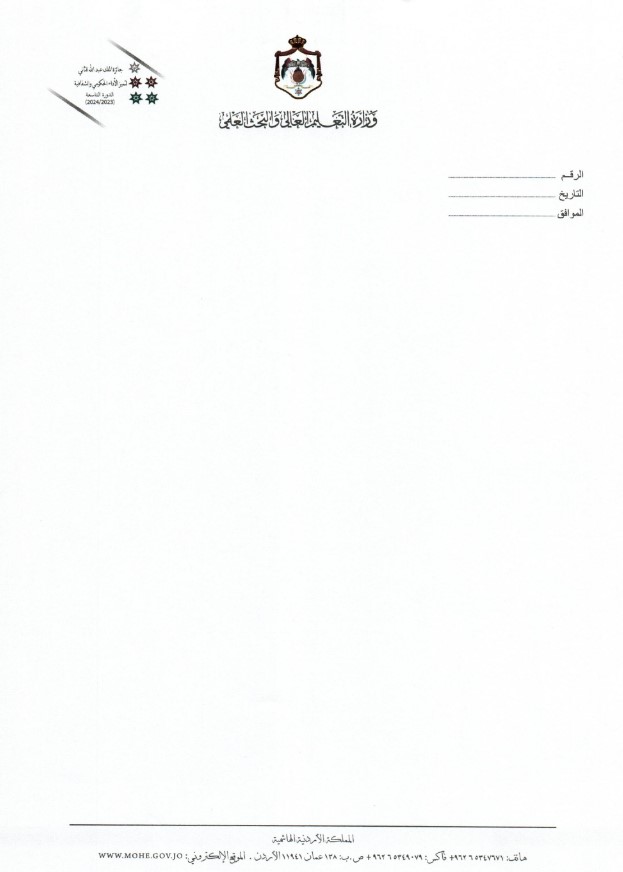 جائزة الملك عبد الله الثاني
لتميز الأداء الحكومي والشفافية
الدورة التاسعة
(2024/2023)
وزارة التعليم العالي والبحث العلمي
الرقم
التاريخ
الموافق
المملكة الأردنية الهاشمية
هاتف: ٥٣٤٧٦٧١ ٦ ٩٦٢+ فاكس: ٥٣٤٩٠٧٩ ٦ ٩٦٢+ ص.ب: ١٣٨ عمان ١١٩٤١ الأردن . الموقع الإلكتروني: WWW.MOHE.GOV.JO